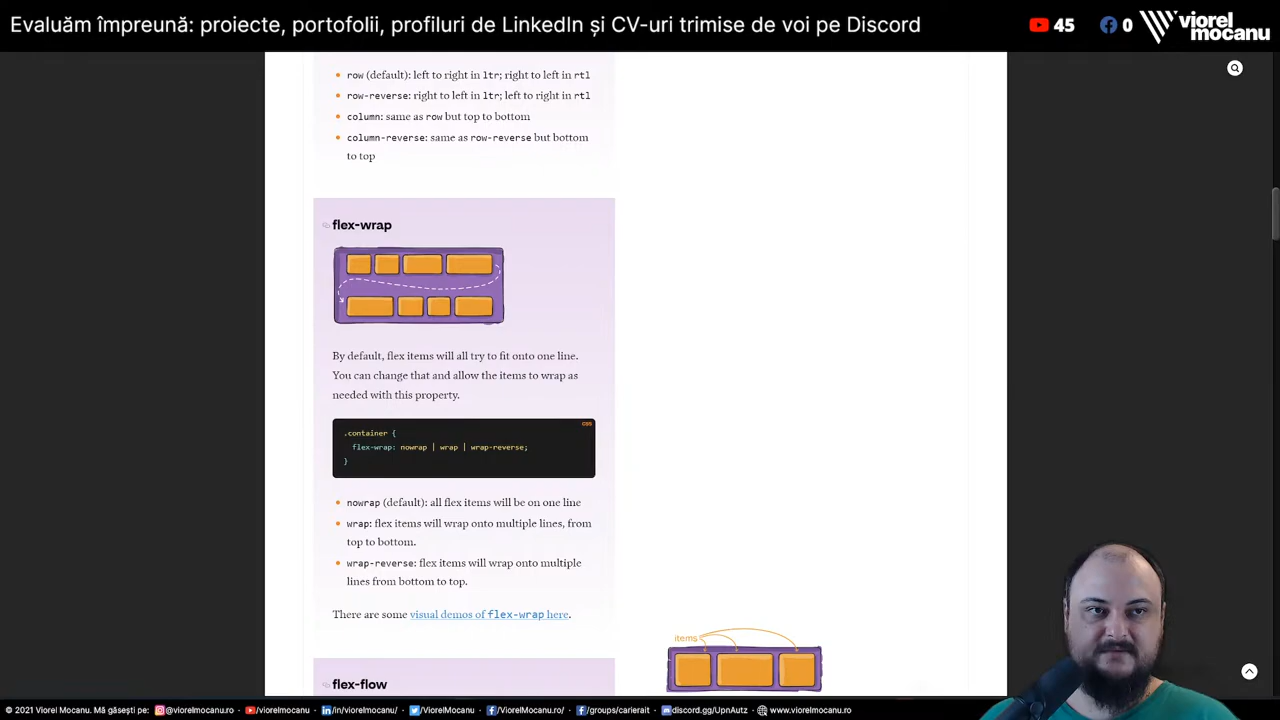 Evaluăm împreună: proiecte, portofolii, profiluri de LinkedIn și CV-uri trimise de voi pe Discord
45
0
viorel
mocanu
row (default): left to right in ltr; right to left in rtl
row-reverse: right to left in ltr; left to right in rtl
column: same as row but top to bottom
column-reverse: same as row-reverse but bottom
to top
flex-wrap
By default, flex items will all try to fit onto one line.
You can change that and allow the items to wrap as
needed with this property.
CSS
.container {
flex-wrap: nowrap | wrap | wrap-reverse;
}
nowrap (default): all flex items will be on one line
wrap: flex items will wrap onto multiple lines, from
top to bottom.
wrap-reverse: flex items will wrap onto multiple
lines from bottom to top.
There are some visual demos of flex-wrap here.
items
flex-flow
© 2021 Viorel Mocanu. Mă găsești pe:
@viorelmocanu.ro
/viorelmocanu
/in/viorelmocanu/
/ViorelMocanu
/ViorelMocanu.ro/
/groups/carierait
discord.gg/UpnAutz
www.viorelmocanu.ro